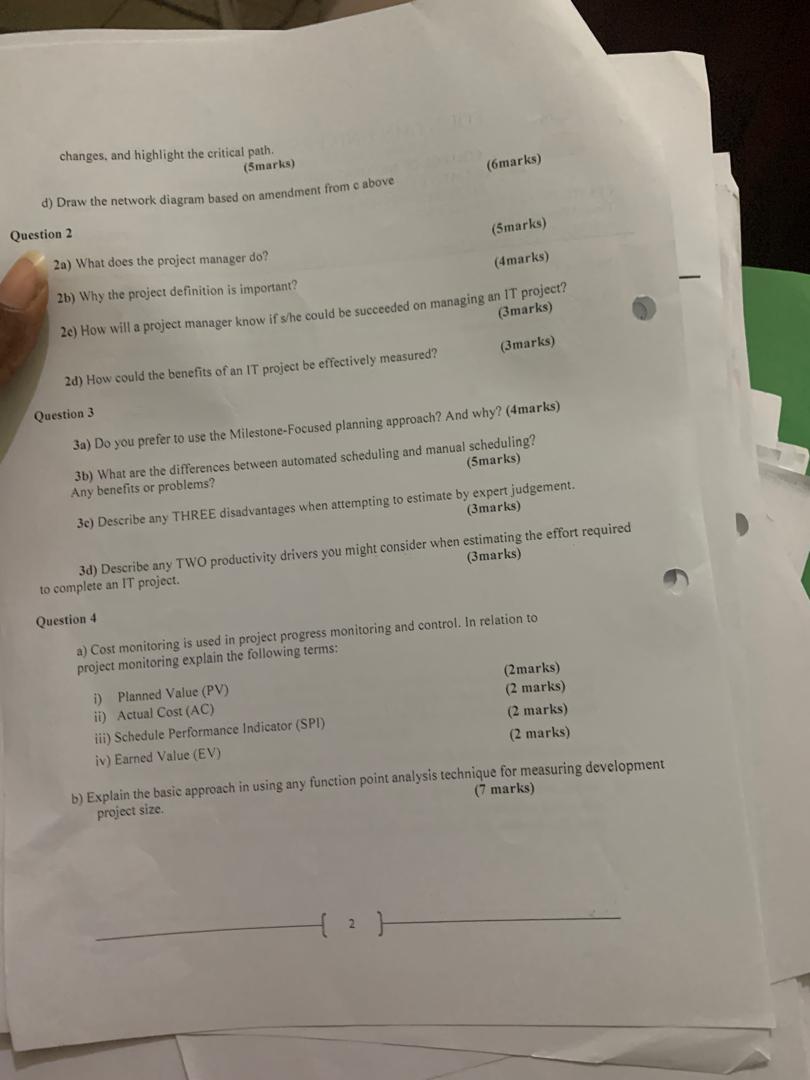 changes, and highlight the critical path.
(5marks)
d) Draw the network diagram based on amendment from c above (6marks)
Question 2
2a) What does the project manager do? (5marks)
2b) Why the project definition is important? (4marks)
2c) How will a project manager know if s/he could be succeeded on managing an IT project?
(3marks)
2d) How could the benefits of an IT project be effectively measured? (3marks)
Question 3
3a) Do you prefer to use the Milestone-Focused planning approach? And why? (4marks)
3b) What are the differences between automated scheduling and manual scheduling?
Any benefits or problems? (5marks)
3c) Describe any THREE disadvantages when attempting to estimate by expert judgement.
(3marks)
3d) Describe any TWO productivity drivers you might consider when estimating the effort required
to complete an IT project. (3marks)
Question 4
a) Cost monitoring is used in project progress monitoring and control. In relation to
project monitoring explain the following terms:
i) Planned Value (PV) (2marks)
ii) Actual Cost (AC) (2 marks)
iii) Schedule Performance Indicator (SPI) (2 marks)
iv) Earned Value (EV) (2 marks)
b) Explain the basic approach in using any function point analysis technique for measuring development
project size. (7 marks)
2